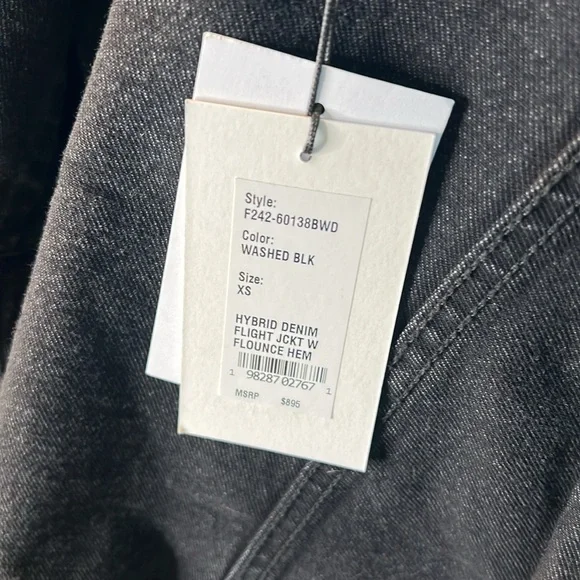 Style:
F242-60138BWD
Color:
WASHED BLK
Size:
XS
HYBRID DENIM
FLIGHT JCKT W
FLOUNCE HEM
1 98287 02767 1
MSRP $895